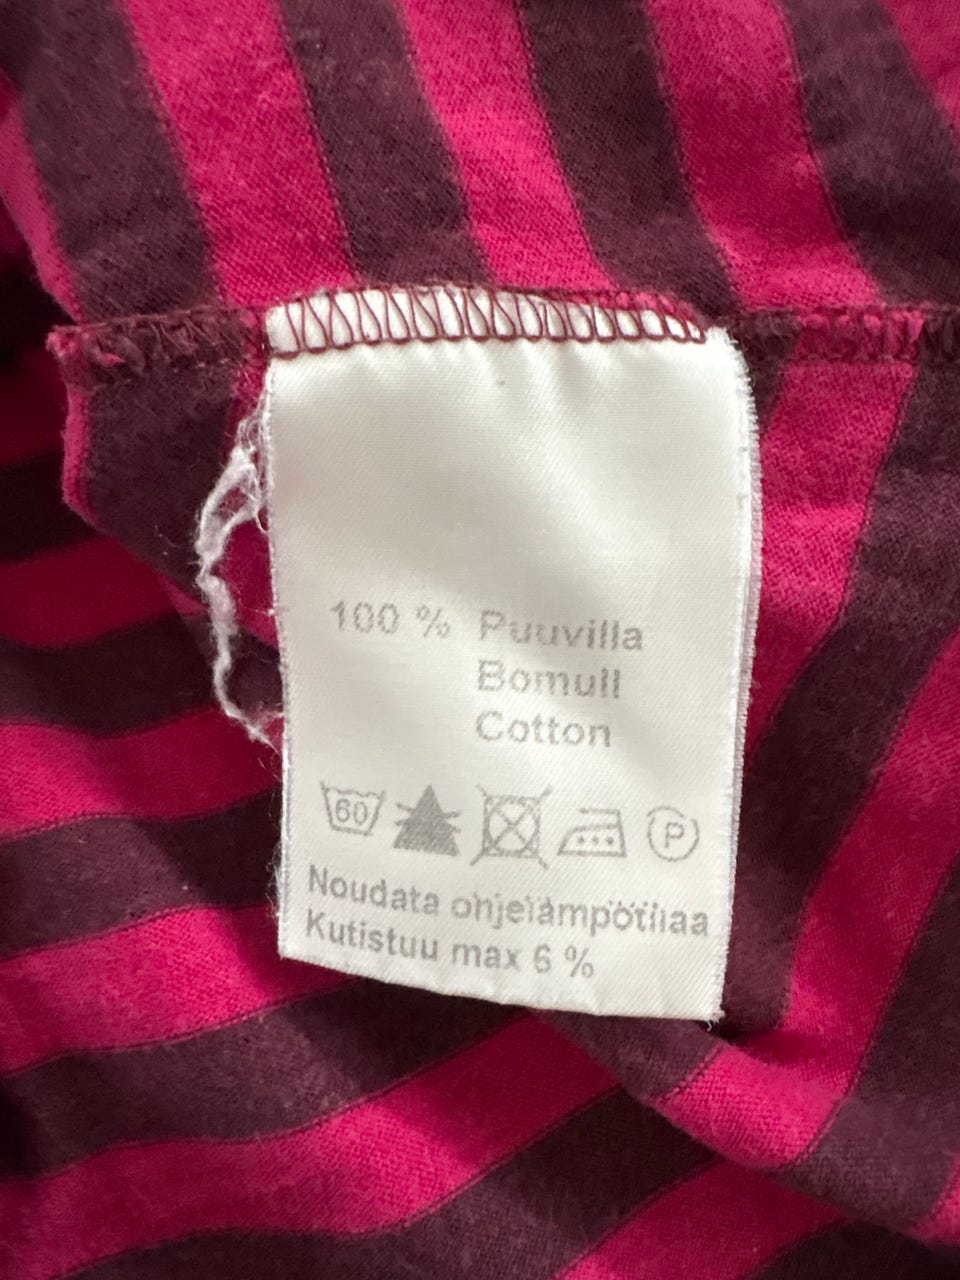 100 % Puuvilla
Bomull
Cotton
60 P
Noudata ohjelämpötilaa
Kutistuu max 6 %